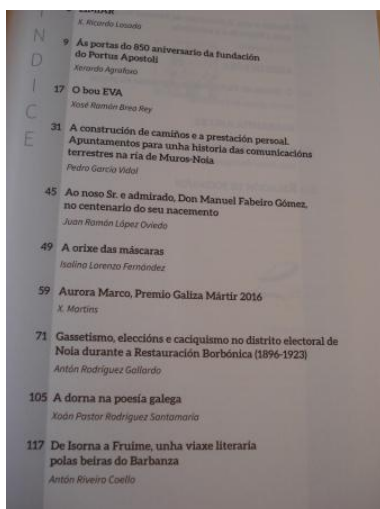 LIMIAR
X. Ricardo Losada
9 Ás portas do 850 aniversario da fundación
do Portus Apostoli
Xerardo Agrafoxo
17 O bou EVA
Xosé Ramón Brea Rey
31 A construción de camiños e a prestación persoal.
Apuntamentos para unha historia das comunicacións
terrestres na ría de Muros-Noia
Pedro García Vidal
45 Ao noso Sr. e admirado, Don Manuel Fabeiro Gómez,
no centenario do seu nacemento
Juan Ramón López Oviedo
49 A orixe das máscaras
Isolina Lorenzo Fernández
59 Aurora Marco, Premio Galiza Mártir 2016
X. Martins
71 Gassetismo, eleccións e caciquismo no distrito electoral de
Noia durante a Restauración Borbónica (1896-1923)
Antón Rodríguez Gallardo
105 A dorna na poesía galega
Xoán Pastor Rodríguez Santamaría
117 De Isorna a Fruíme, unha viaxe literaria
polas beiras do Barbanza
Antón Riveiro Coello
N
D
I
C
E